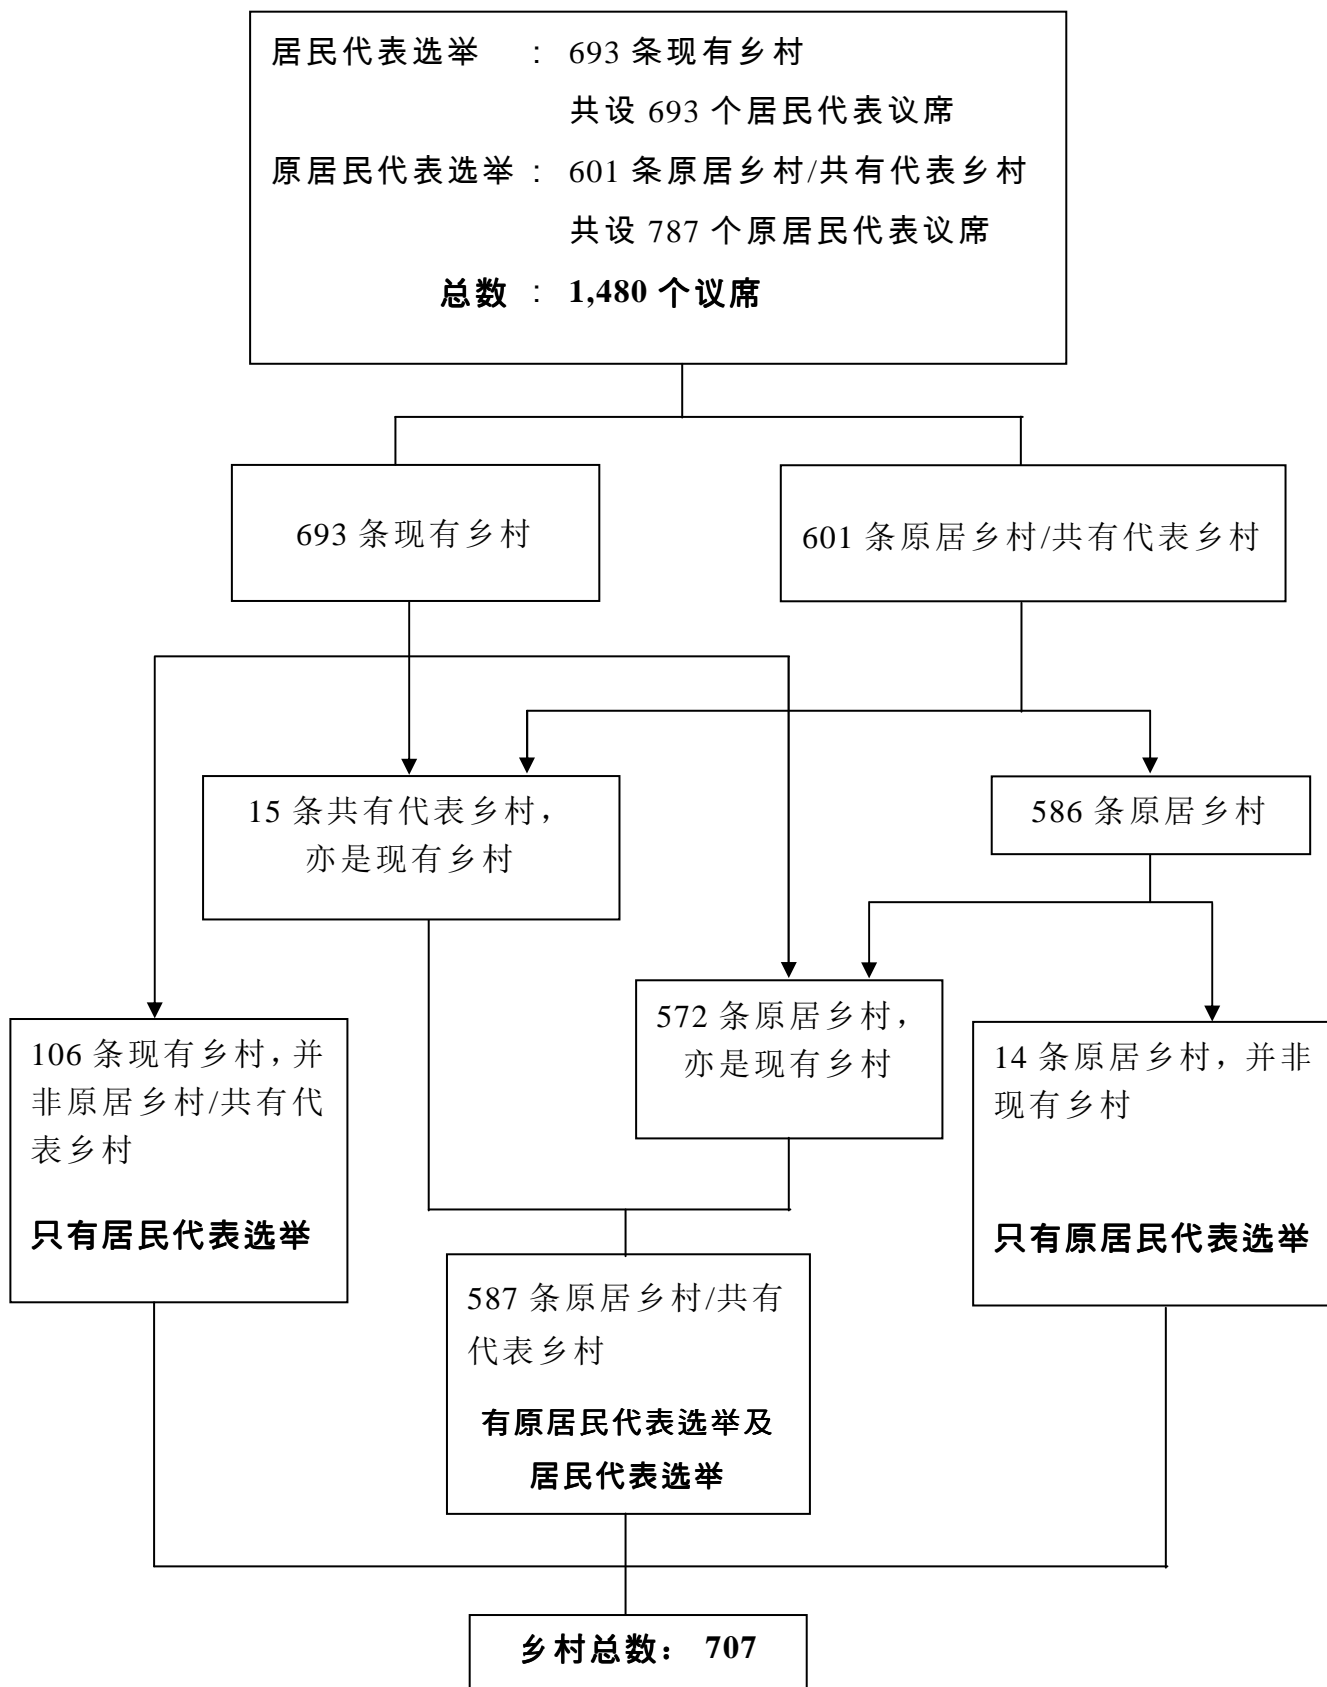 居民代表选举 : 693 条现有乡村
共设 693 个居民代表议席
原居民代表选举 : 601 条原居乡村/共有代表乡村
共设 787 个原居民代表议席
总数 : 1,480 个议席
693 条现有乡村
601 条原居乡村/共有代表乡村
15 条共有代表乡村，
亦是现有乡村
586 条原居乡村
572 条原居乡村，
亦是现有乡村
106 条现有乡村，并
非原居乡村/共有代
表乡村
只有居民代表选举
14 条原居乡村，并非
现有乡村
只有原居民代表选举
587 条原居乡村/共有
代表乡村
有原居民代表选举及
居民代表选举
乡村总数： 707